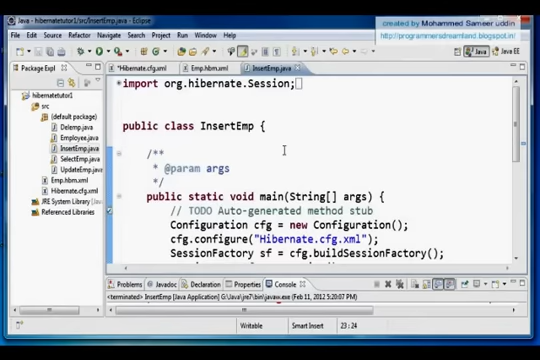 Java - hibernatetutor1/src/InsertEmp.java - Eclipse
created by Mohammed Sameer Uddin
http://programmersdreamland.blogspot.in/
File Edit Source Refactor Navigate Search Project Run Window Help
Java Java EE
Package Expl
*Hibernate.cfg.xml Emp.hbm.xml InsertEmp.java
hibernatetutor1
src
(default package)
Delemp.java
Employee.java
InsertEmp.java
SelectEmp.java
UpdateEmp.java
Emp.hbm.xml
Hibernate.cfg.xml
JRE System Library
Referenced Libraries
import org.hibernate.Session;
public class InsertEmp {
/**
* @param args
*/
public static void main(String[] args) {
// TODO Auto-generated method stub
Configuration cfg = new Configuration();
cfg.configure("Hibernate.cfg.xml");
SessionFactory sf = cfg.buildSessionFactory();
Problems Javadoc Declaration Properties Console
<terminated> InsertEmp [Java Application] G:\Java\jre7\bin\javaw.exe (Feb 11, 2012 5:20:07 PM)
Writable Smart Insert 23 : 24